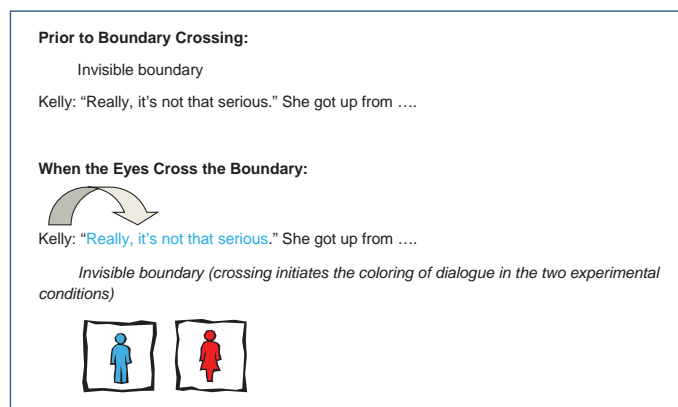 Prior to Boundary Crossing:
Invisible boundary
Kelly: “Really, it’s not that serious.” She got up from ….
When the Eyes Cross the Boundary:
Kelly: “Really, it’s not that serious.” She got up from ….
Invisible boundary (crossing initiates the coloring of dialogue in the two experimental
conditions)